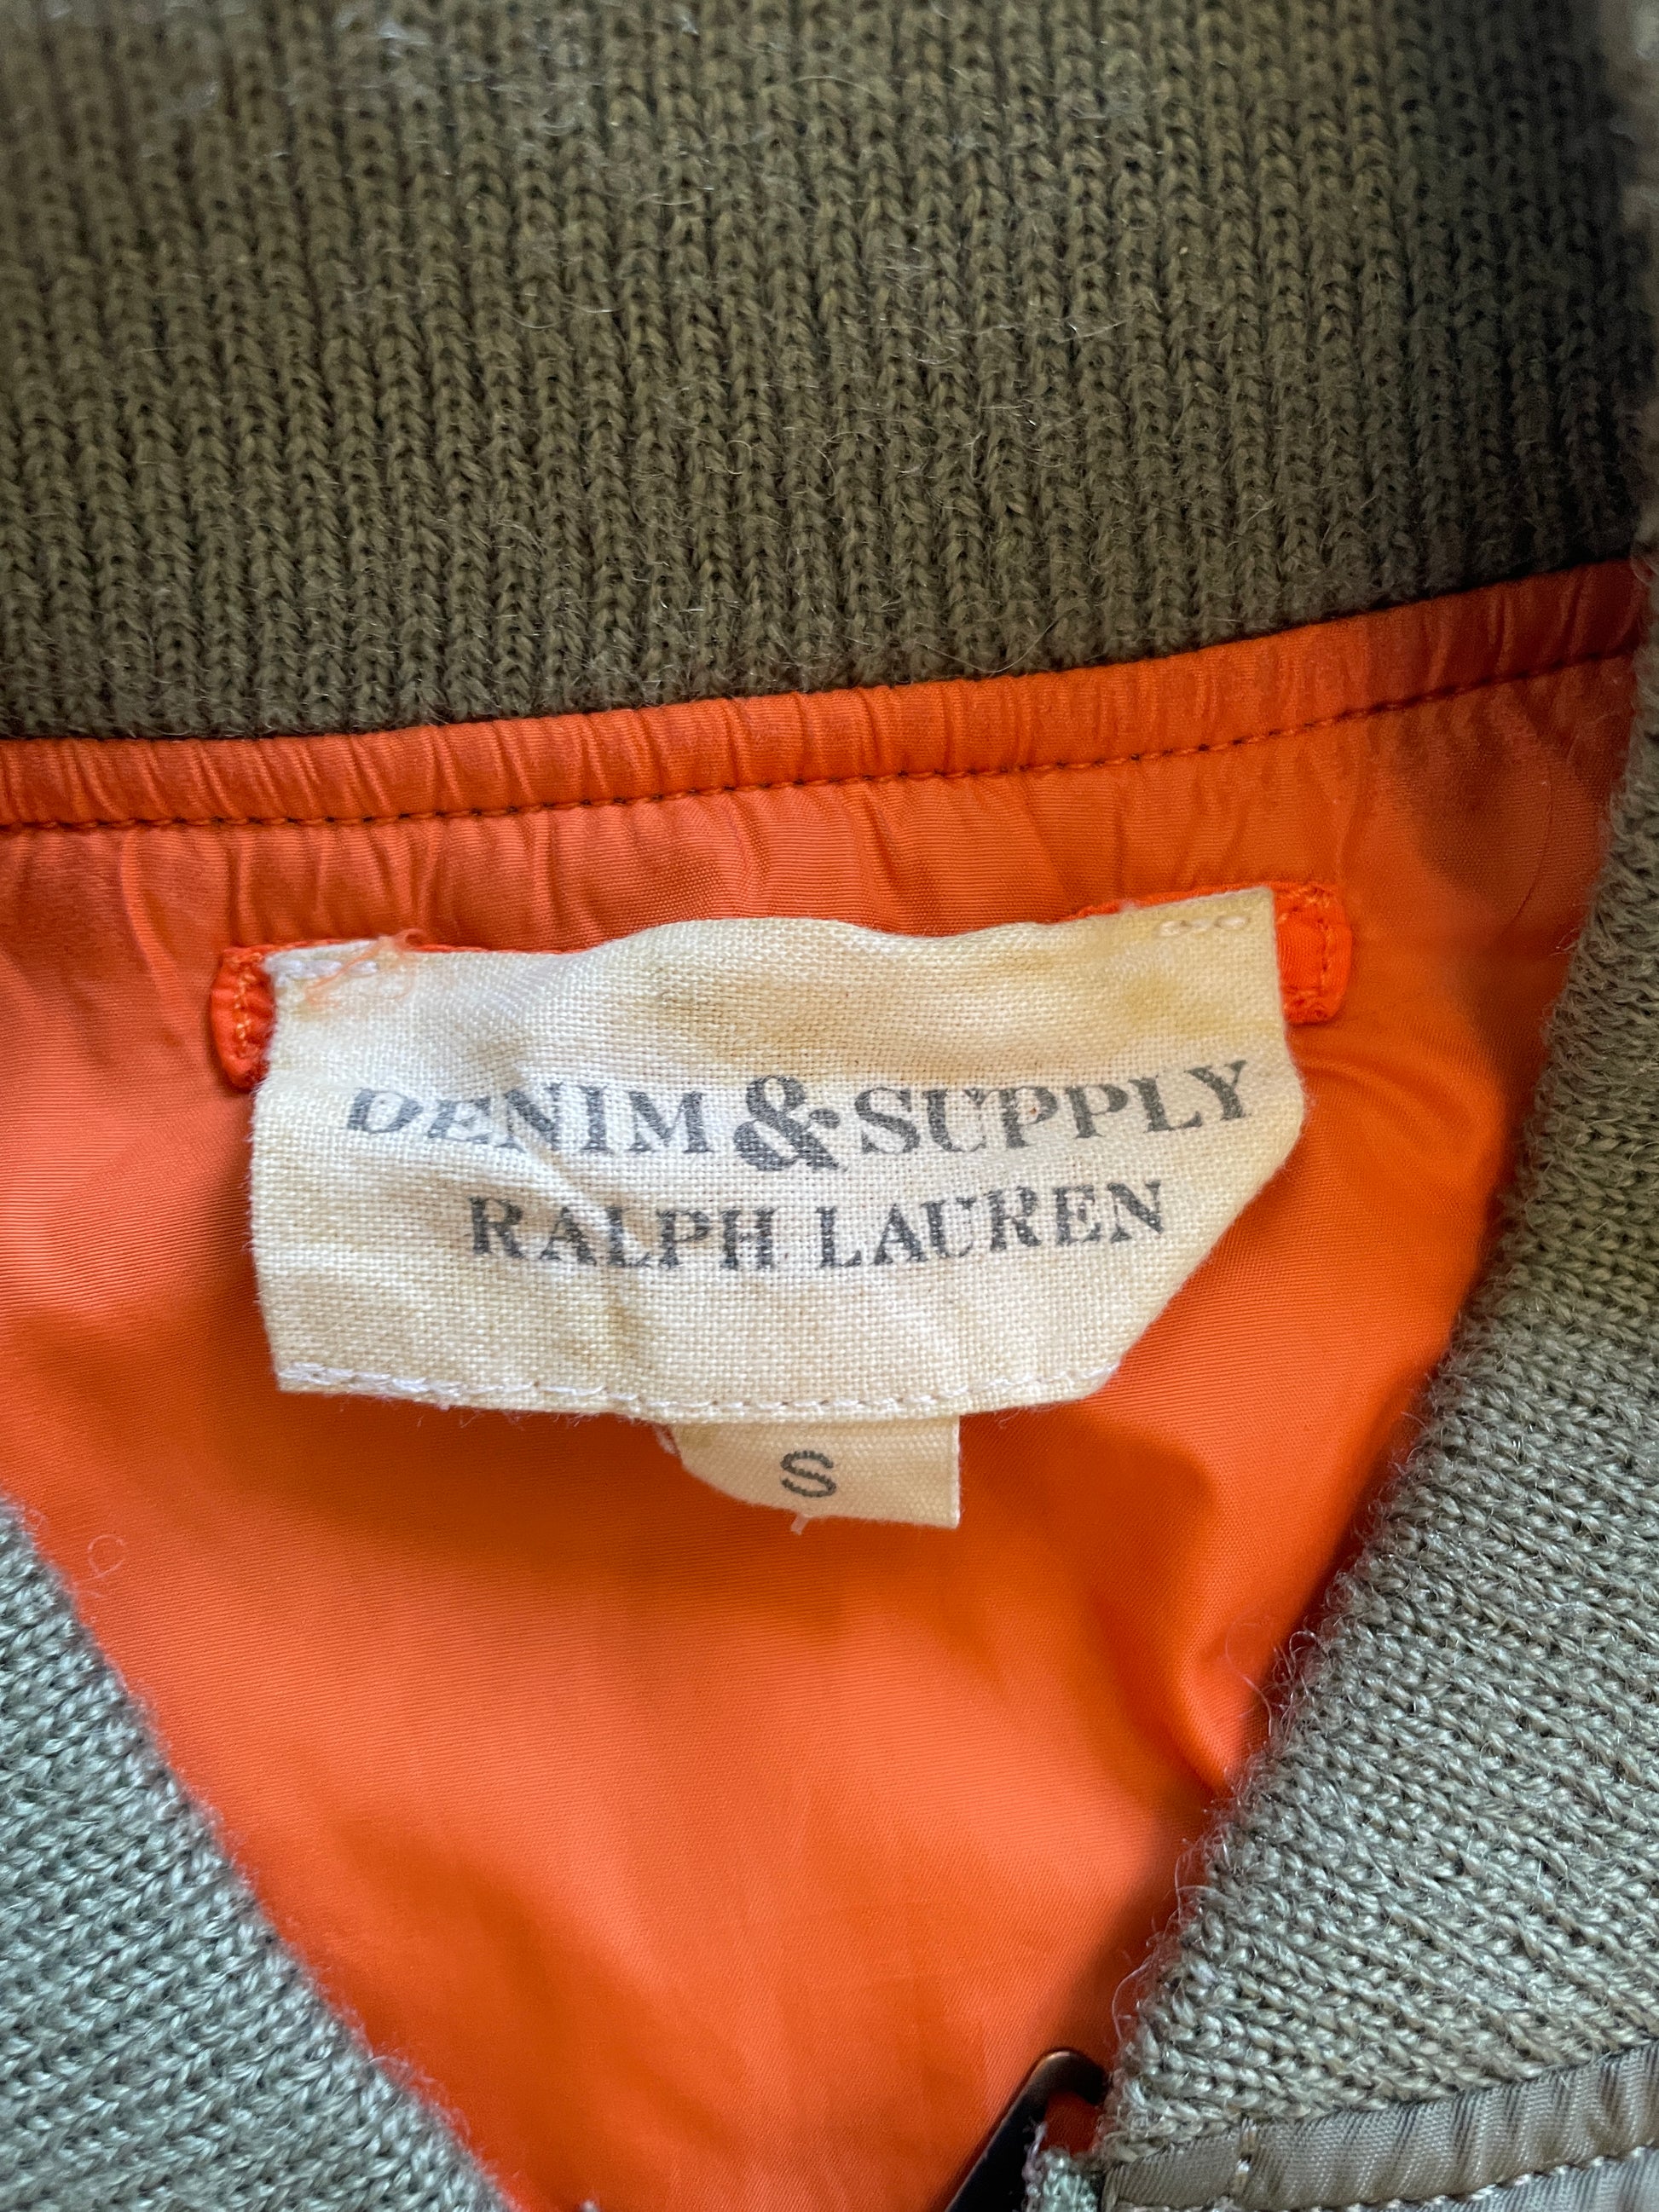 DENIM & SUPPLY
RALPH LAUREN
S